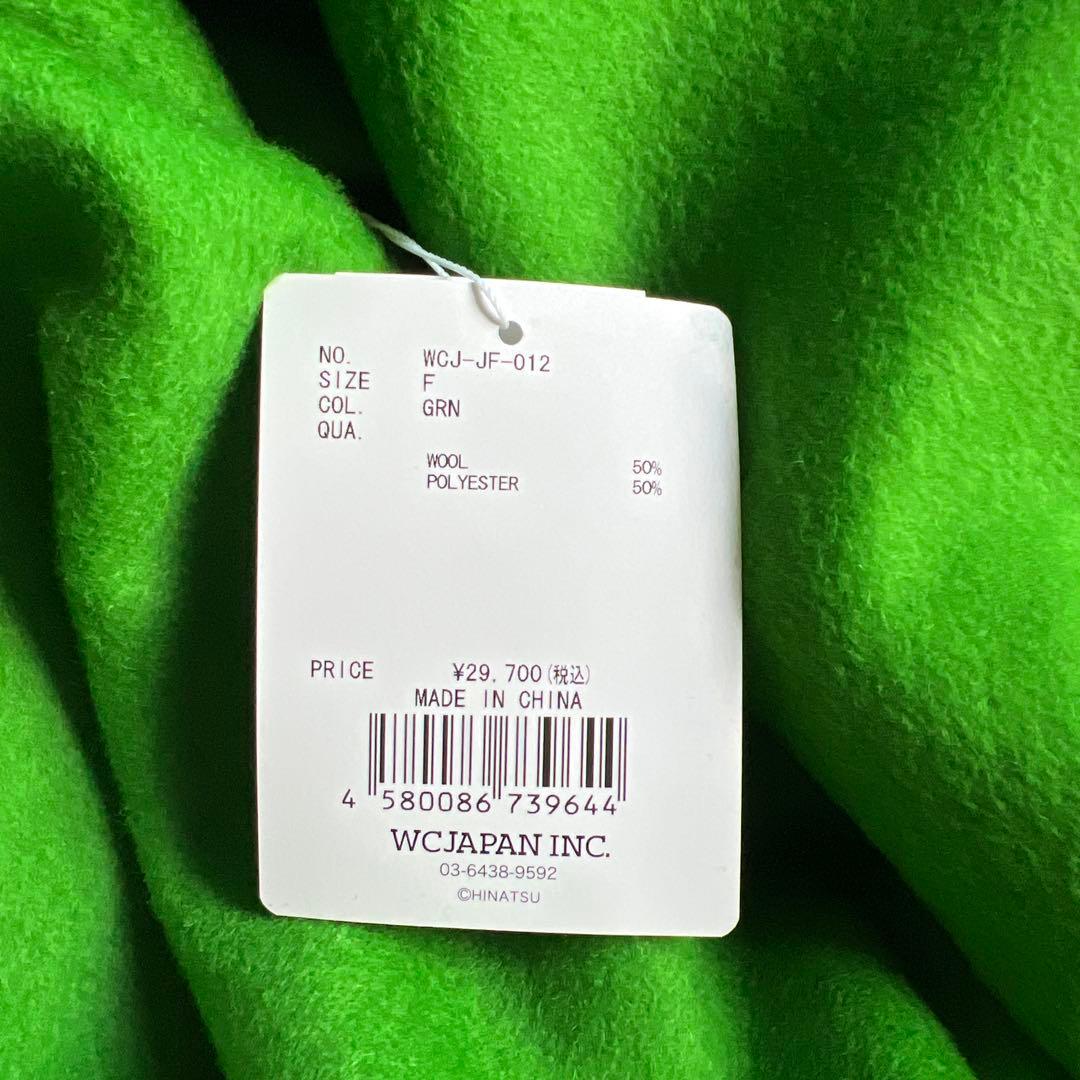 NO. WCJ-JF-012
SIZE F
COL. GRN
QUA.
WOOL 50%
POLYESTER 50%
PRICE ¥29,700(税込)
MADE IN CHINA
4 580086 739644
WCJAPAN INC.
03-6438-9592
©HINATSU